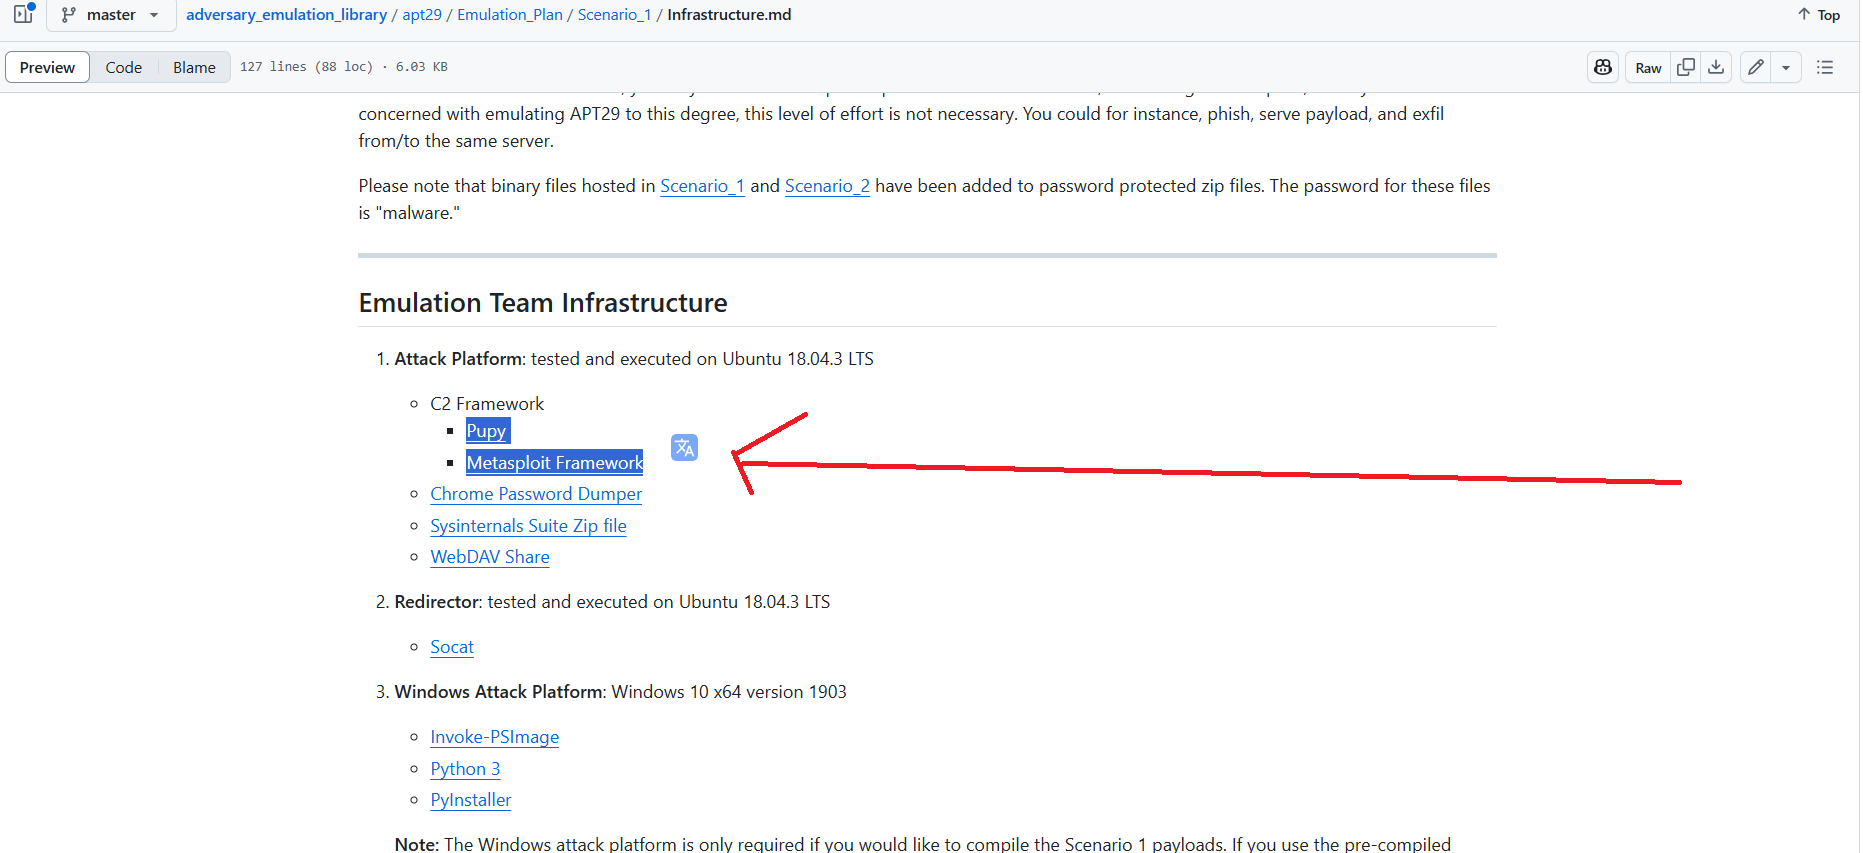 master
adversary_emulation_library / apt29 / Emulation_Plan / Scenario_1 / Infrastructure.md
Top
Preview Code Blame 127 lines (88 loc) · 6.03 KB
Raw
concerned with emulating APT29 to this degree, this level of effort is not necessary. You could for instance, phish, serve payload, and exfil
from/to the same server.
Please note that binary files hosted in Scenario_1 and Scenario_2 have been added to password protected zip files. The password for these files
is "malware."
Emulation Team Infrastructure
1. Attack Platform: tested and executed on Ubuntu 18.04.3 LTS
C2 Framework
Pupy
Metasploit Framework
Chrome Password Dumper
Sysinternals Suite Zip file
WebDAV Share
2. Redirector: tested and executed on Ubuntu 18.04.3 LTS
Socat
3. Windows Attack Platform: Windows 10 x64 version 1903
Invoke-PSImage
Python 3
PyInstaller
Note: The Windows attack platform is only required if you would like to compile the Scenario 1 payloads. If you use the pre-compiled